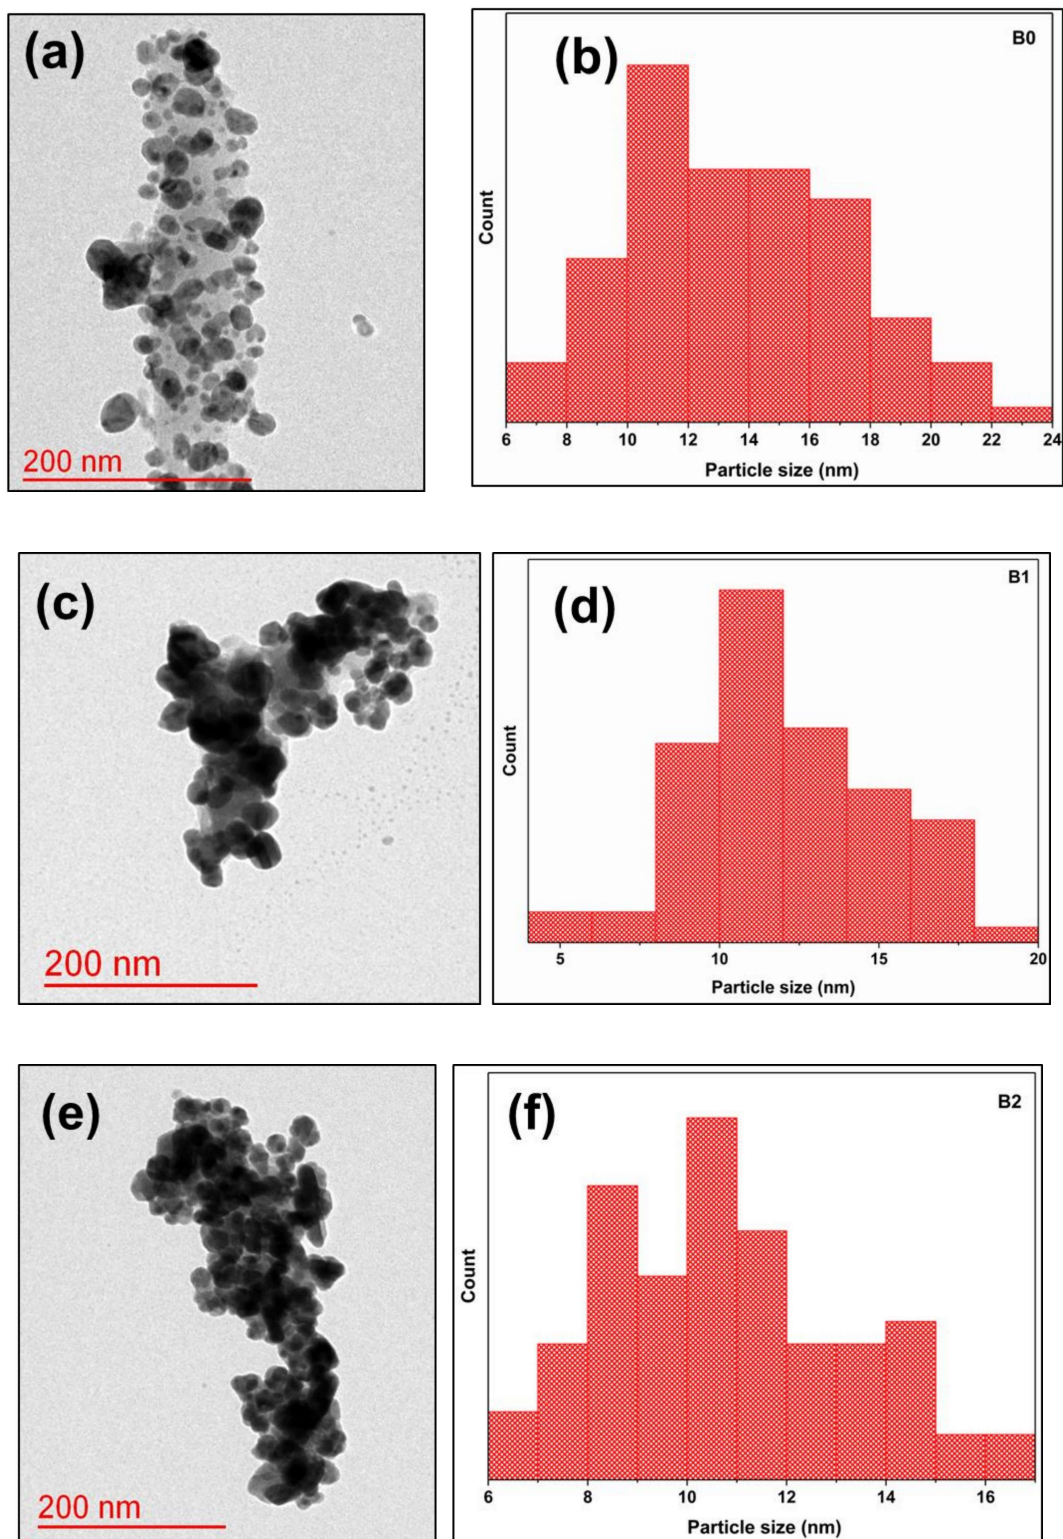 (a)
200 nm
(b)
B0
Count
6 8 10 12 14 16 18 20 22 24
Particle size (nm)
(c)
200 nm
(d)
B1
Count
5 10 15 20
Particle size (nm)
(e)
200 nm
(f)
B2
Count
6 8 10 12 14 16
Particle size (nm)